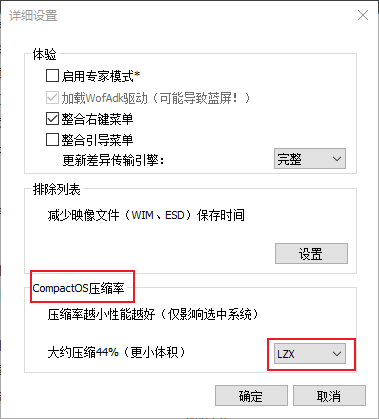 详细设置
体验
启用专家模式*
加载WofAdk驱动（可能导致蓝屏！）
整合右键菜单
整合引导菜单
更新差异传输引擎：
完整
排除列表
减少映像文件（WIM、ESD）保存时间
设置
CompactOS压缩率
压缩率越小性能越好（仅影响选中系统）
大约压缩44%（更小体积）
LZX
确定
取消